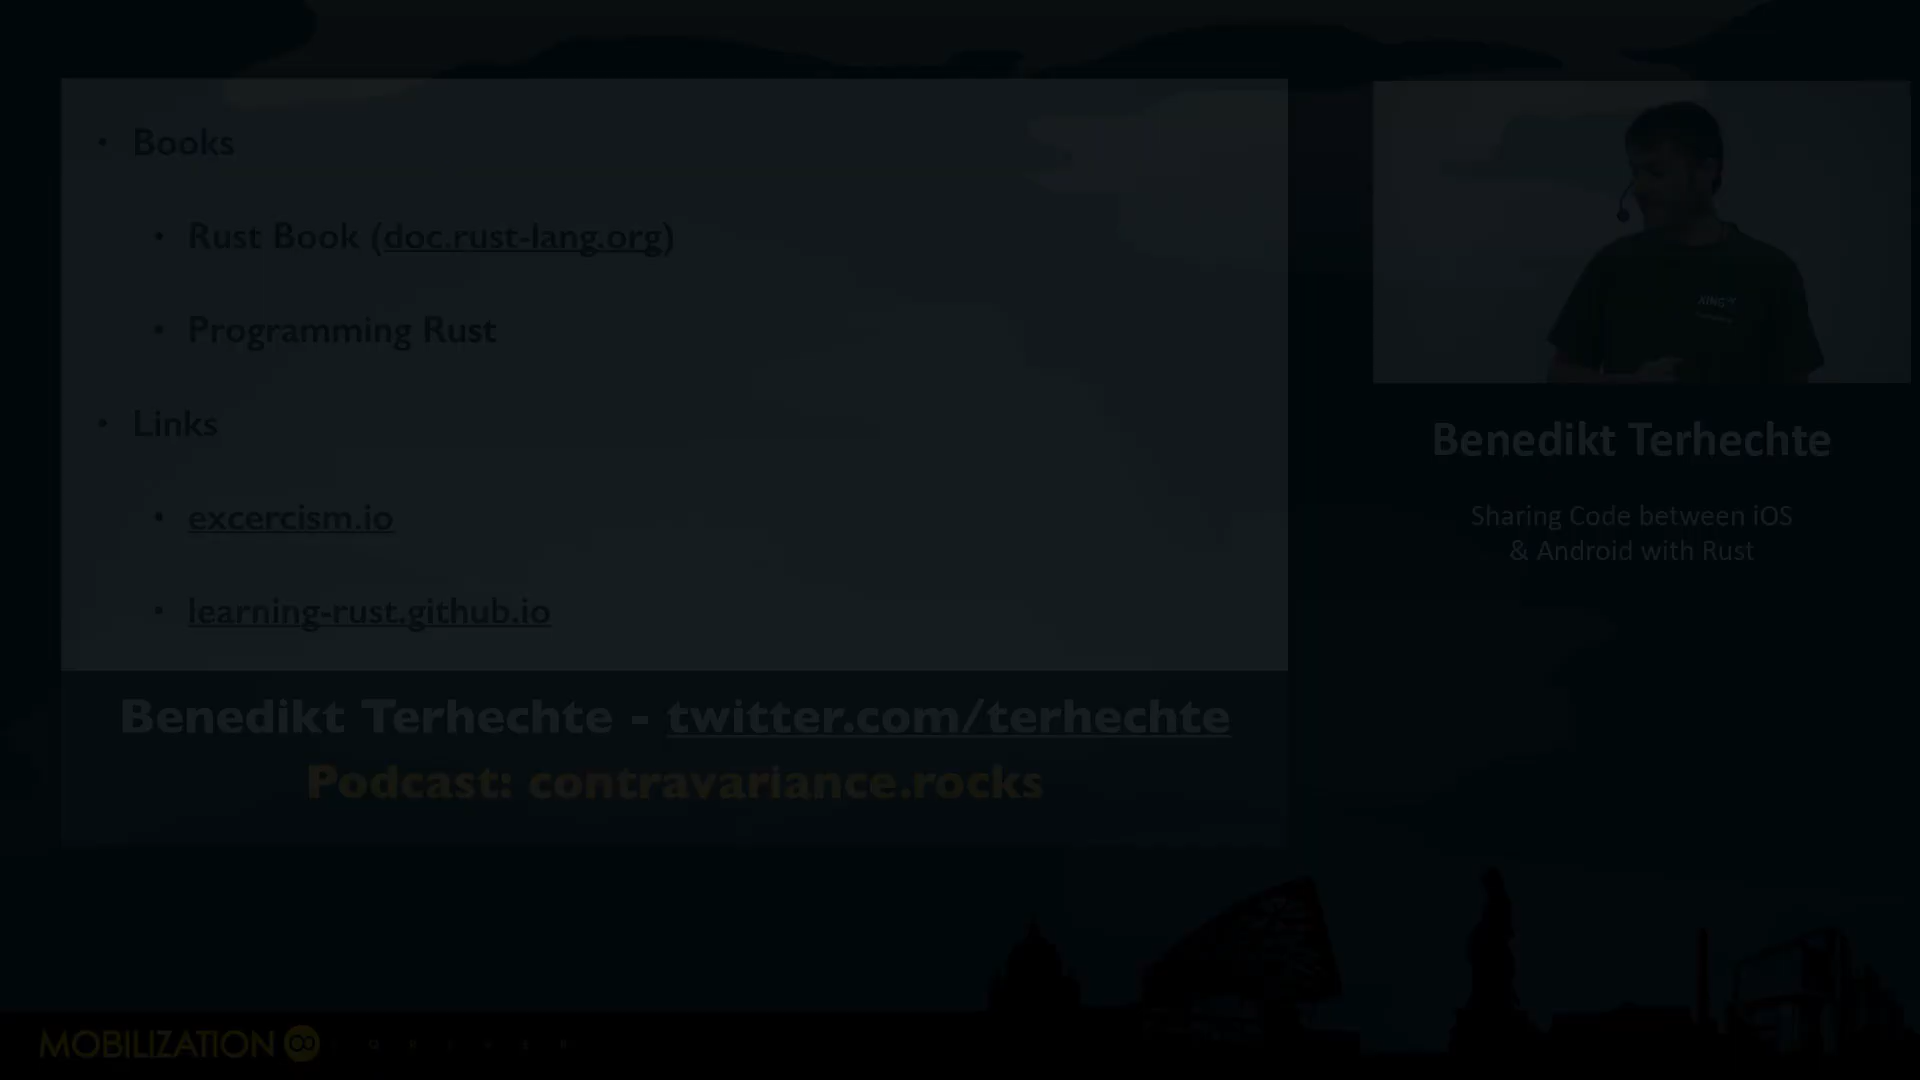 • Books
• Rust Book (doc.rust-lang.org)
• Programming Rust
• Links
• excercism.io
• learning-rust.github.io
Benedikt Terhechte - twitter.com/terhechte
Podcast: contravariance.rocks
XING
Benedikt Terhechte
Sharing Code between iOS
& Android with Rust
MOBILIZATION